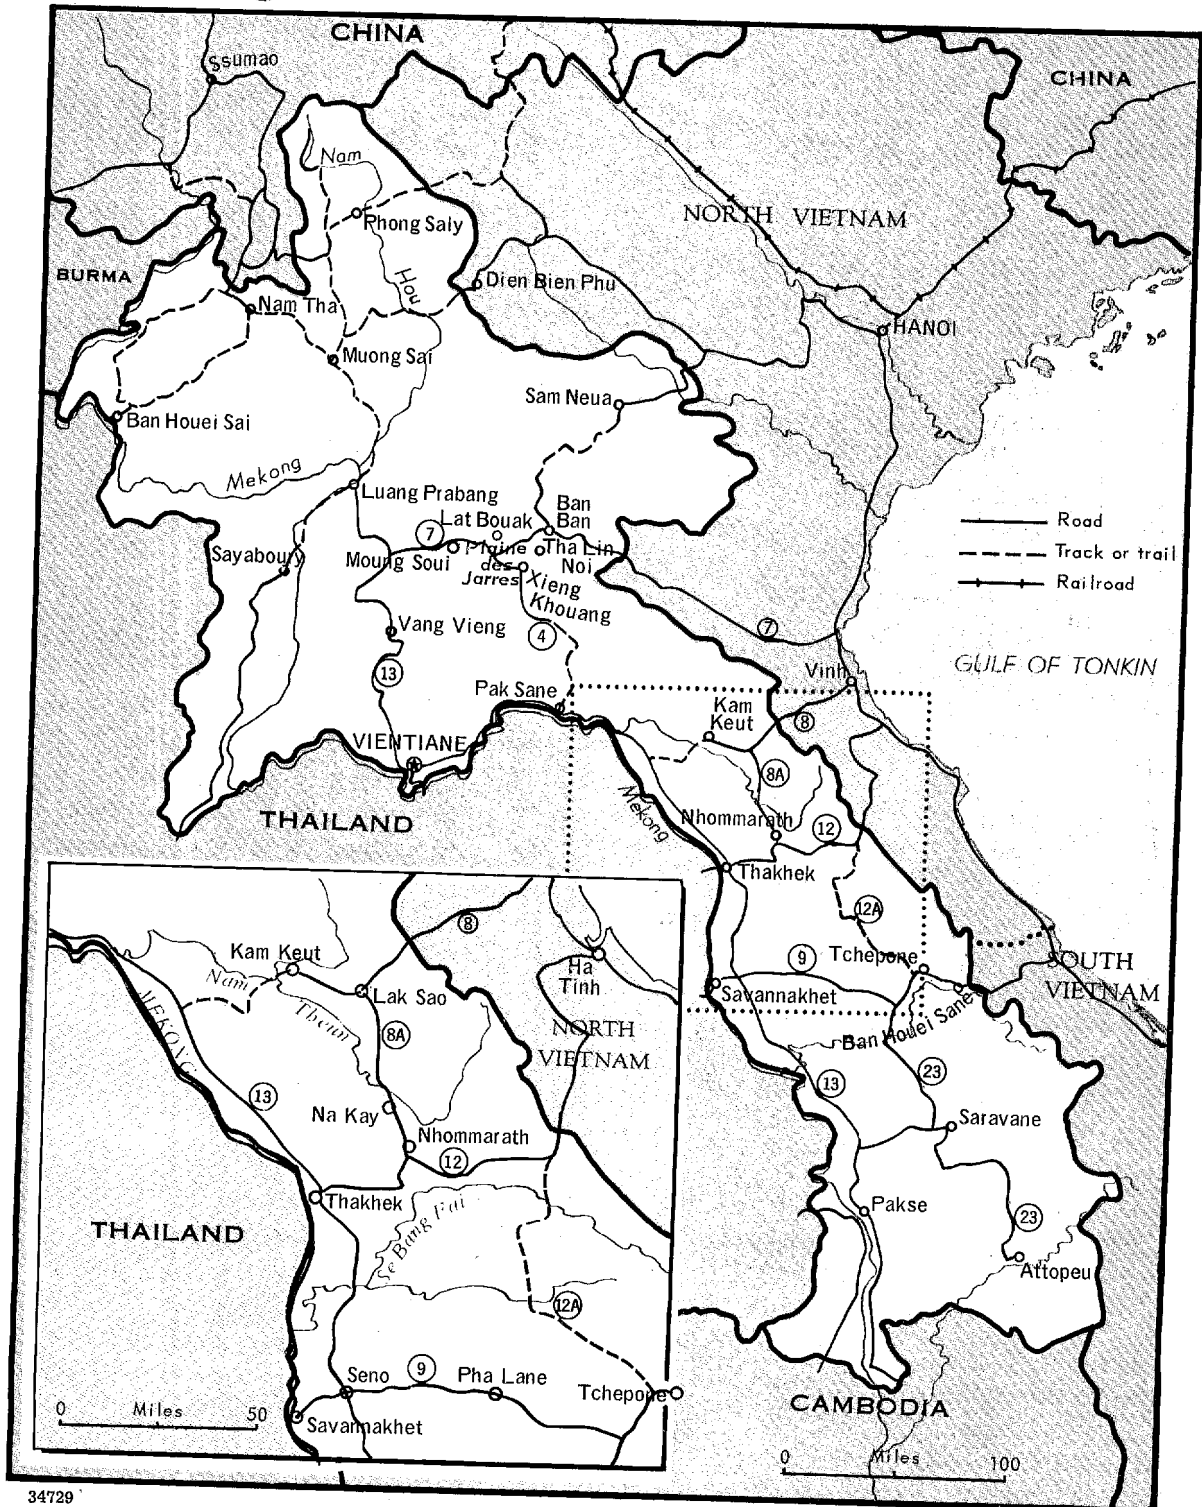 CHINA
Ssumao
CHINA
Nam
Phong Saly
NORTH VIETNAM
BURMA
Hou
Dien Bien Phu
Nam Tha
HANOI
Muong Sai
Sam Neua
Ban Houei Sai
Mekong
Luang Prabang
Ban
Ban
Lat Bouak
7
Road
Plaine
des
Jarres
Tha Lin
Noi
Track or trail
Sayaboury
Moung Soui
Xieng
Khouang
Railroad
Vang Vieng
4
7
GULF OF TONKIN
13
Vinh
Pak Sane
Kam
Keut
8
VIENTIANE
8A
THAILAND
Mekong
Nhommarath
12
Thakhek
12A
9
Tchepone
SOUTH
VIETNAM
Savannakhet
Ban Houei Sane
13
23
Saravane
Pakse
23
Attopeu
CAMBODIA
0 Miles 100
8
Kam Keut
Ha
Tinh
Nam
Theun
Lak Sao
MEKONG
8A
NORTH
VIETNAM
13
Na Kay
Nhommarath
12
Thakhek
THAILAND
Se Bang Fai
12A
Seno
9
Pha Lane
Tchepone
0 Miles 50
Savannakhet
34729